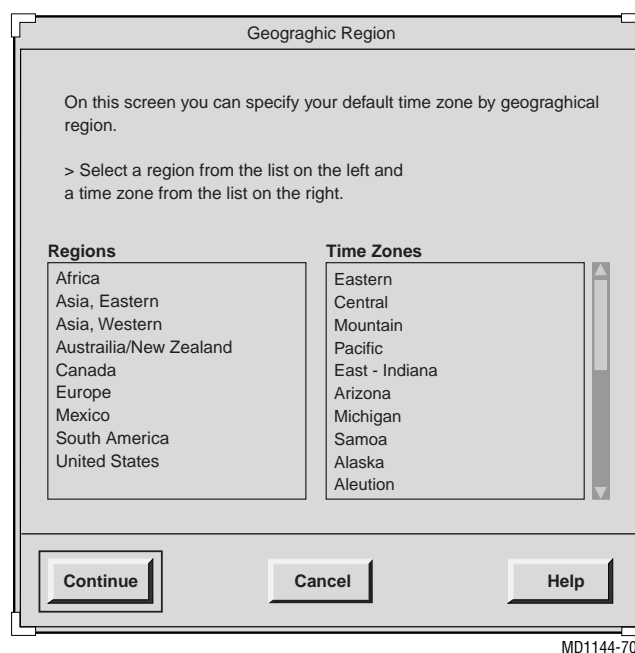 Geograghic Region
On this screen you can specify your default time zone by geograghical
region.
> Select a region from the list on the left and
a time zone from the list on the right.
Regions
Africa
Asia, Eastern
Asia, Western
Austrailia/New Zealand
Canada
Europe
Mexico
South America
United States
Time Zones
Eastern
Central
Mountain
Pacific
East - Indiana
Arizona
Michigan
Samoa
Alaska
Aleution
Continue
Cancel
Help
MD1144-70